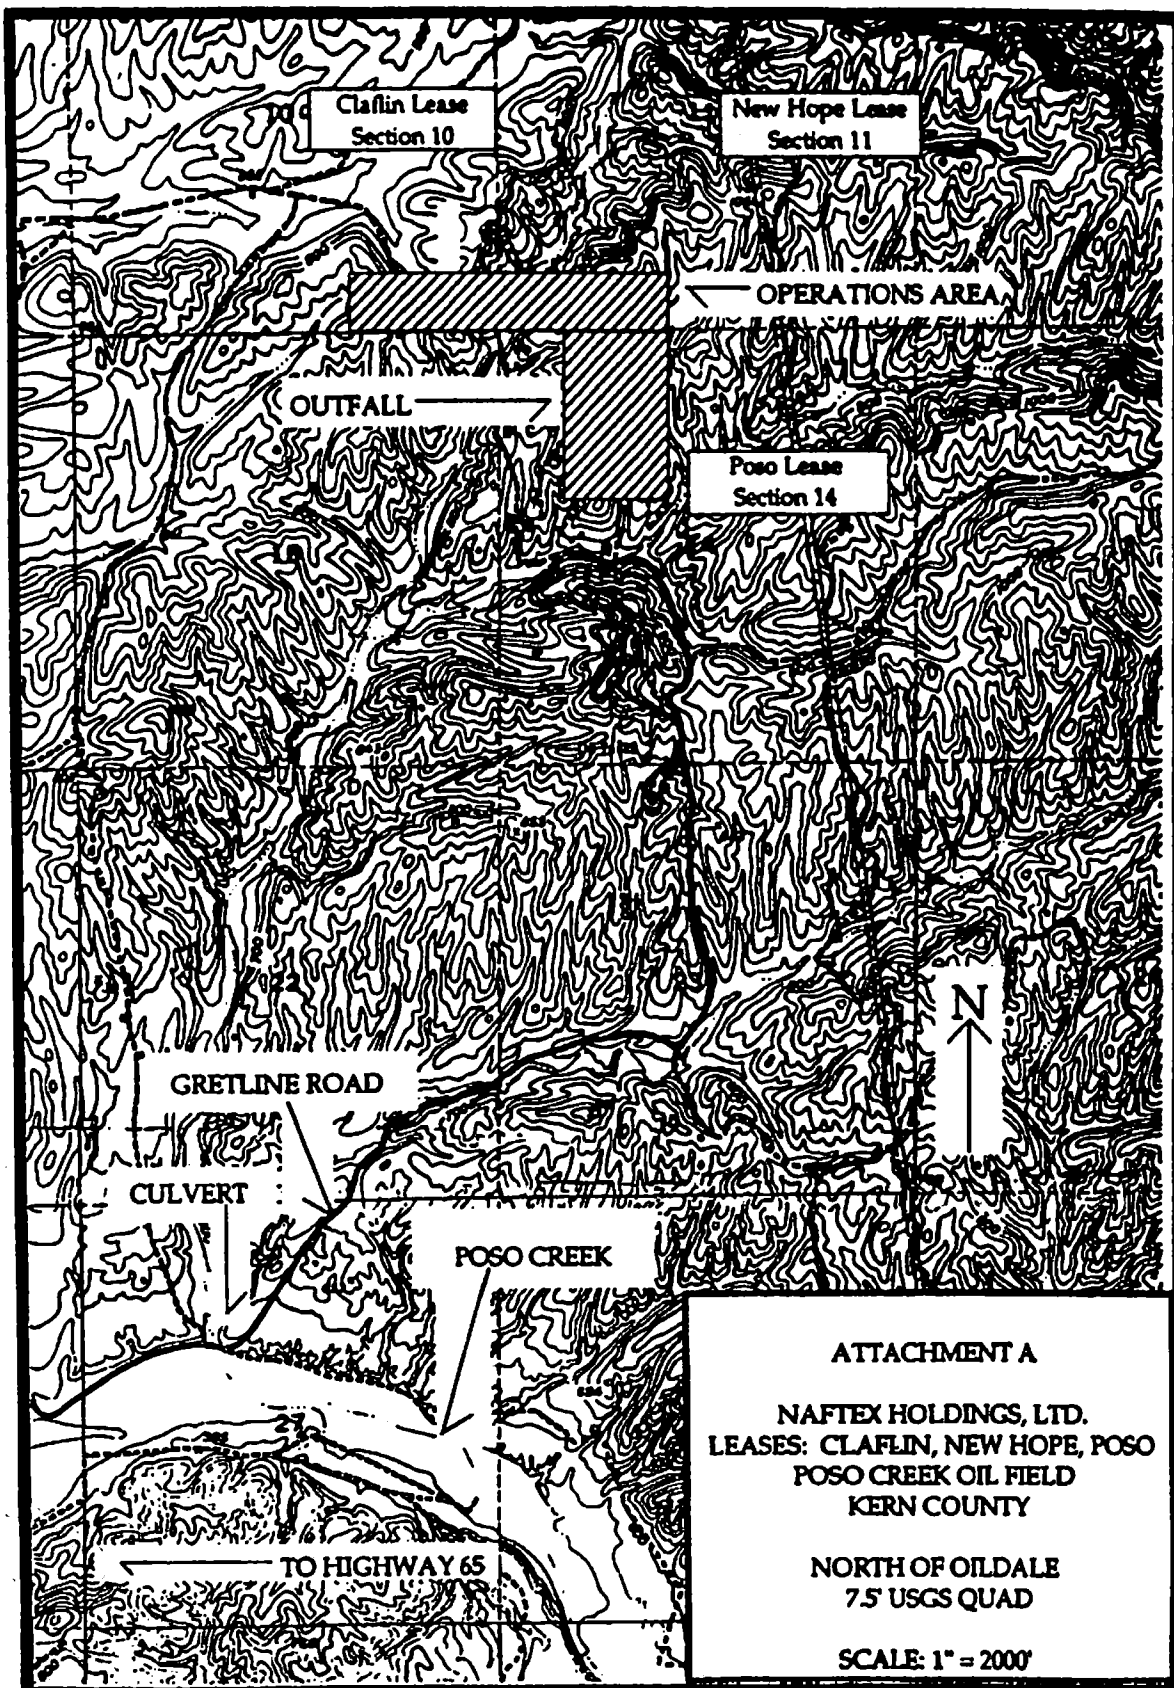 Claflin Lease
Section 10
New Hope Lease
Section 11
OPERATIONS AREA
OUTFALL
Poso Lease
Section 14
N
GRETLINE ROAD
CULVERT
POSO CREEK
27
TO HIGHWAY 65
ATTACHMENT A
NAFTEX HOLDINGS, LTD.
LEASES: CLAFLIN, NEW HOPE, POSO
POSO CREEK OIL FIELD
KERN COUNTY
NORTH OF OILDALE
7.5' USGS QUAD
SCALE: 1" = 2000'